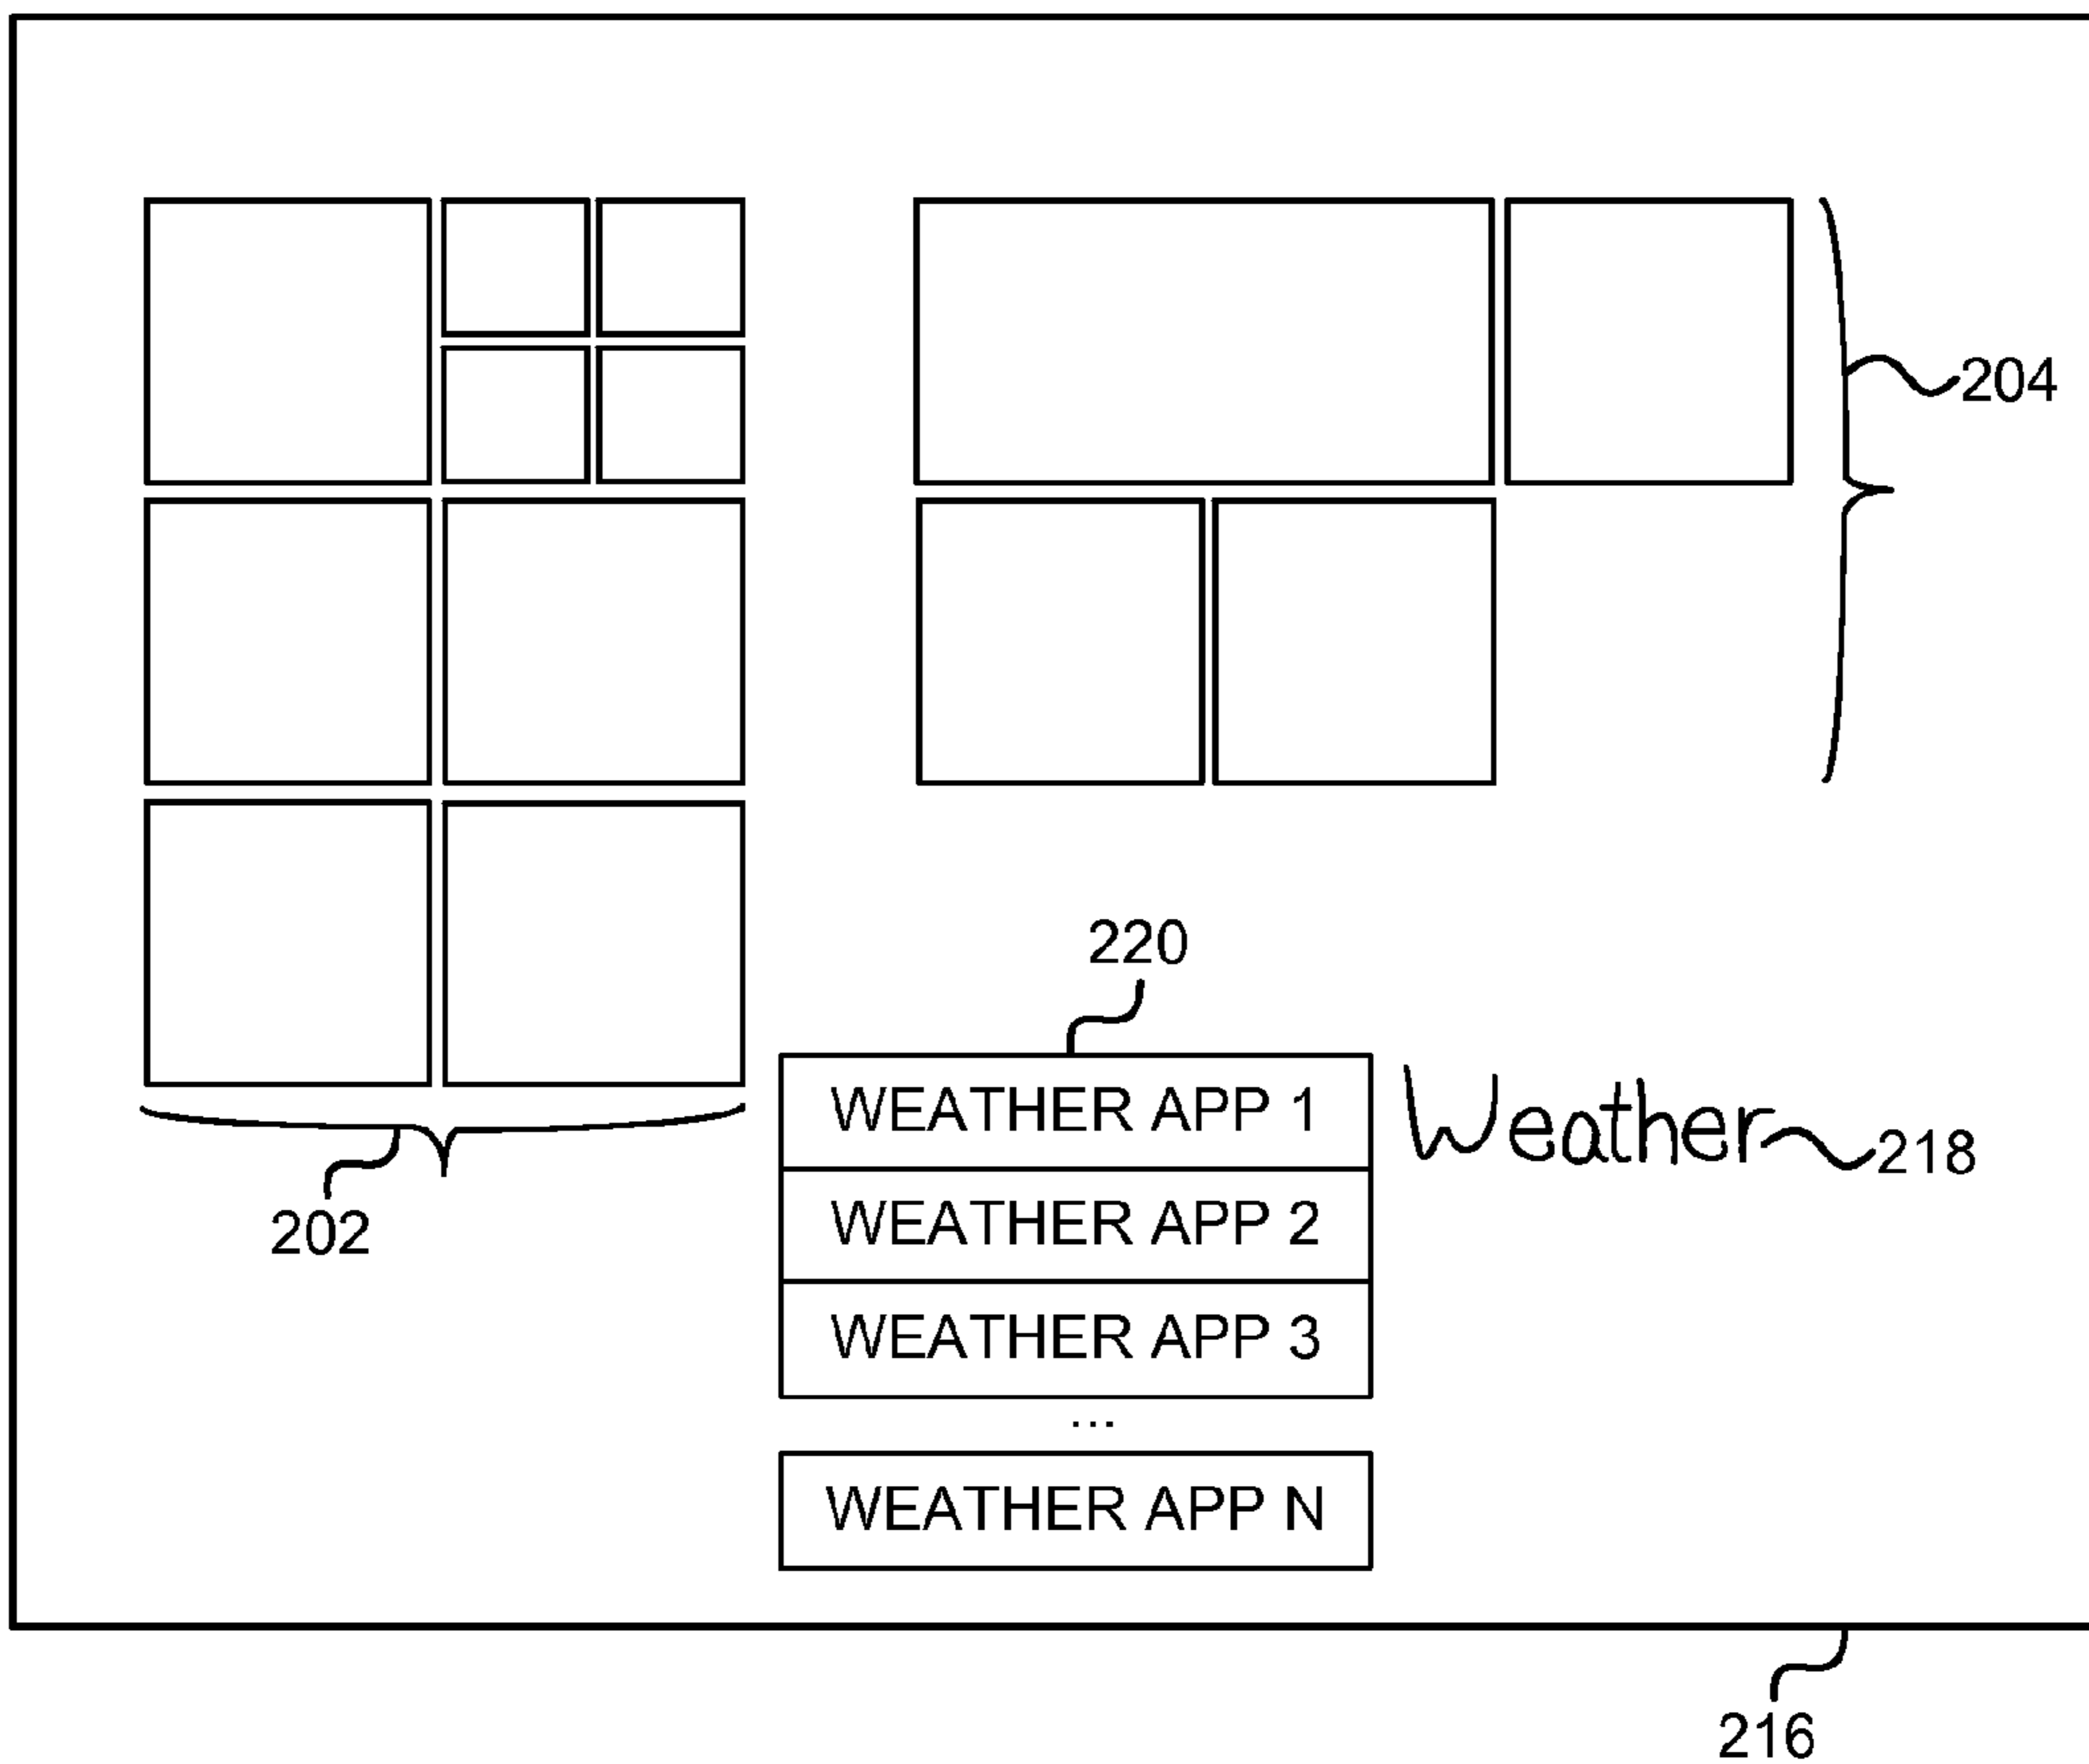 204
220
WEATHER APP 1
Weather
218
WEATHER APP 2
202
WEATHER APP 3
...
WEATHER APP N
216